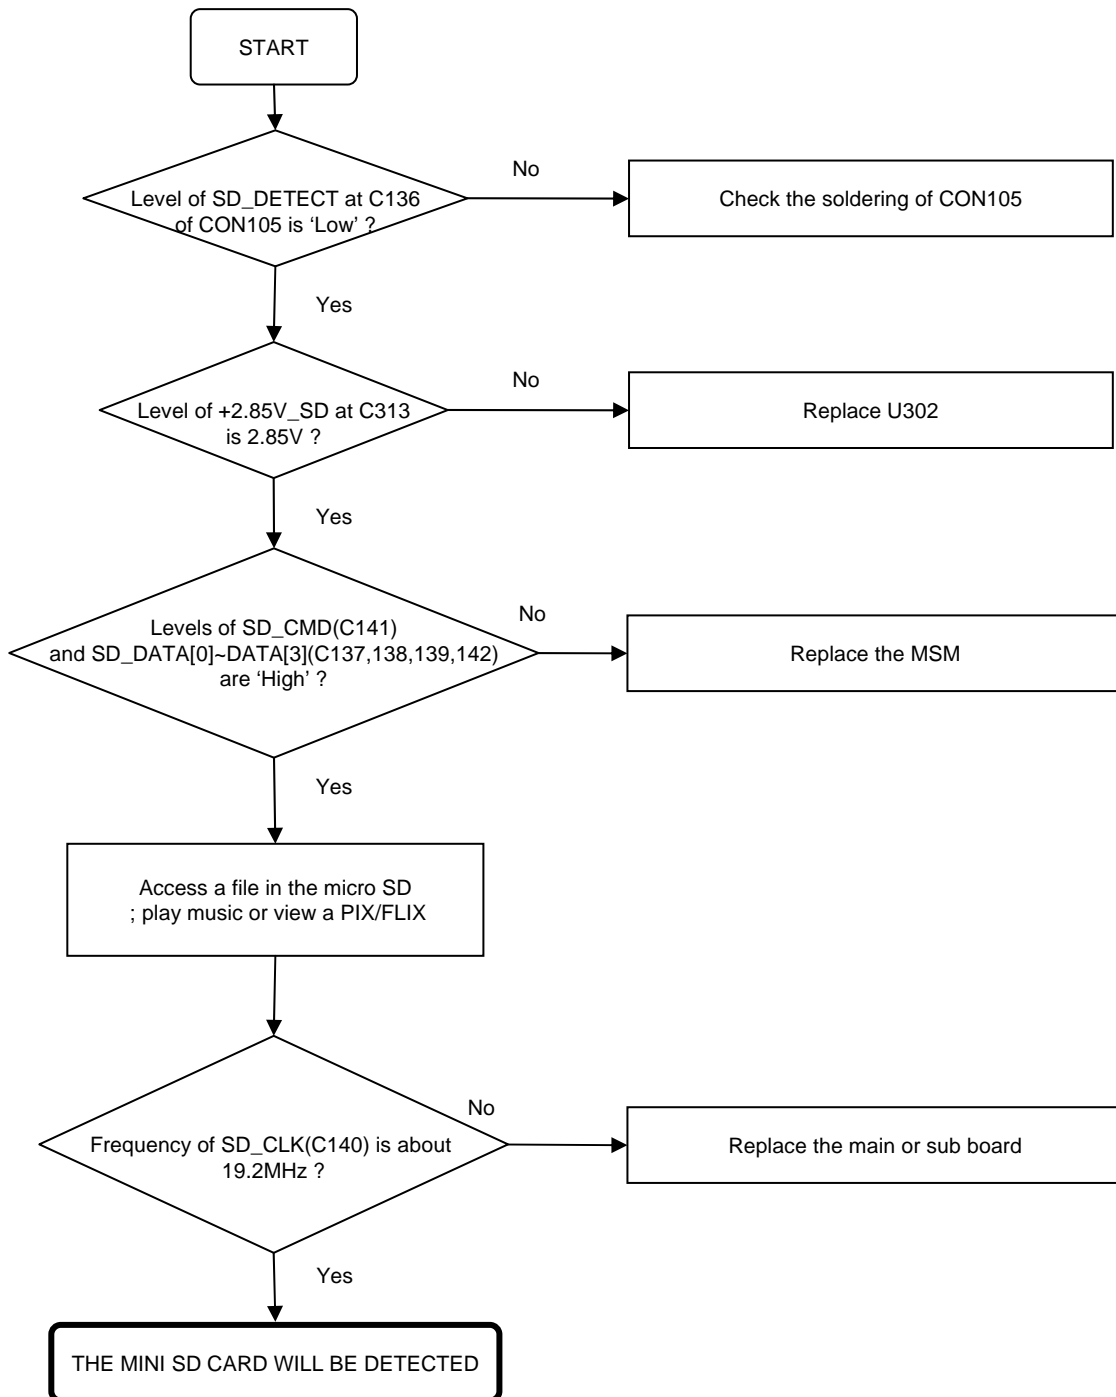 START
Level of SD_DETECT at C136
of CON105 is ‘Low’ ?
No
Check the soldering of CON105
Yes
Level of +2.85V_SD at C313
is 2.85V ?
No
Replace U302
Yes
Levels of SD_CMD(C141)
and SD_DATA[0]~DATA[3](C137,138,139,142)
are ‘High’ ?
No
Replace the MSM
Yes
Access a file in the micro SD
; play music or view a PIX/FLIX
Frequency of SD_CLK(C140) is about
19.2MHz ?
No
Replace the main or sub board
Yes
THE MINI SD CARD WILL BE DETECTED